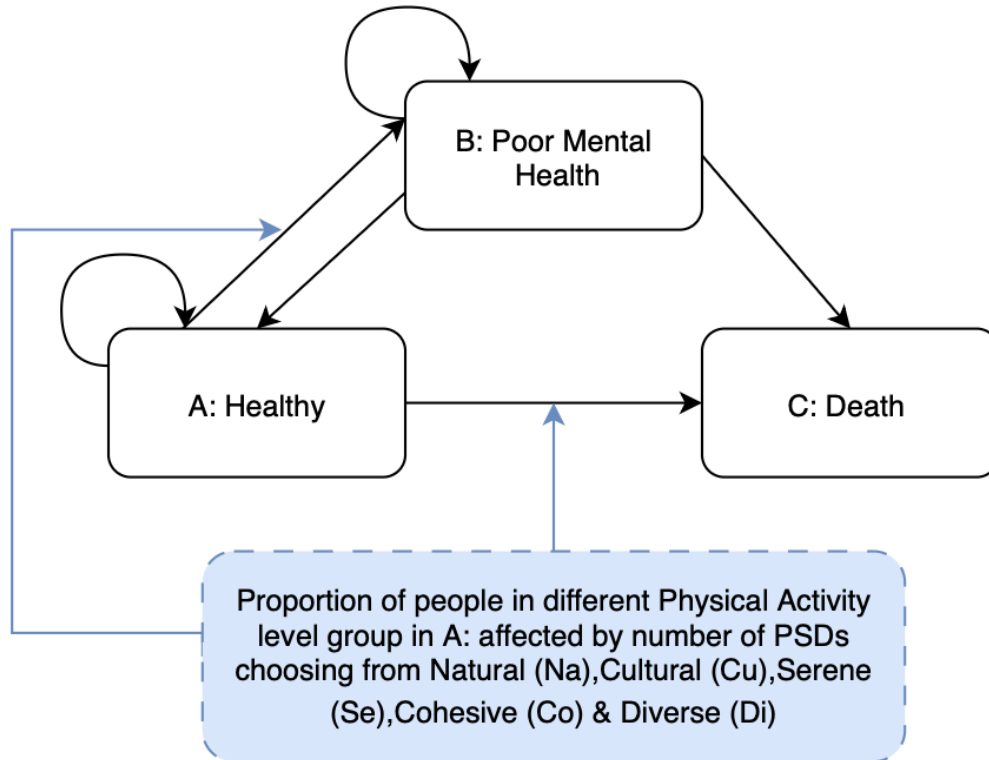 B: Poor Mental
Health
A: Healthy
C: Death
Proportion of people in different Physical Activity
level group in A: affected by number of PSDs
choosing from Natural (Na),Cultural (Cu),Serene
(Se),Cohesive (Co) & Diverse (Di)